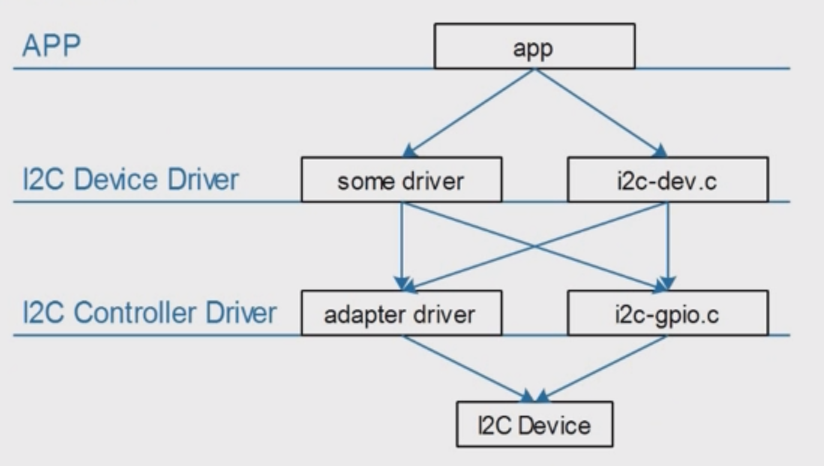 APP
app
I2C Device Driver
some driver
i2c-dev.c
I2C Controller Driver
adapter driver
i2c-gpio.c
I2C Device